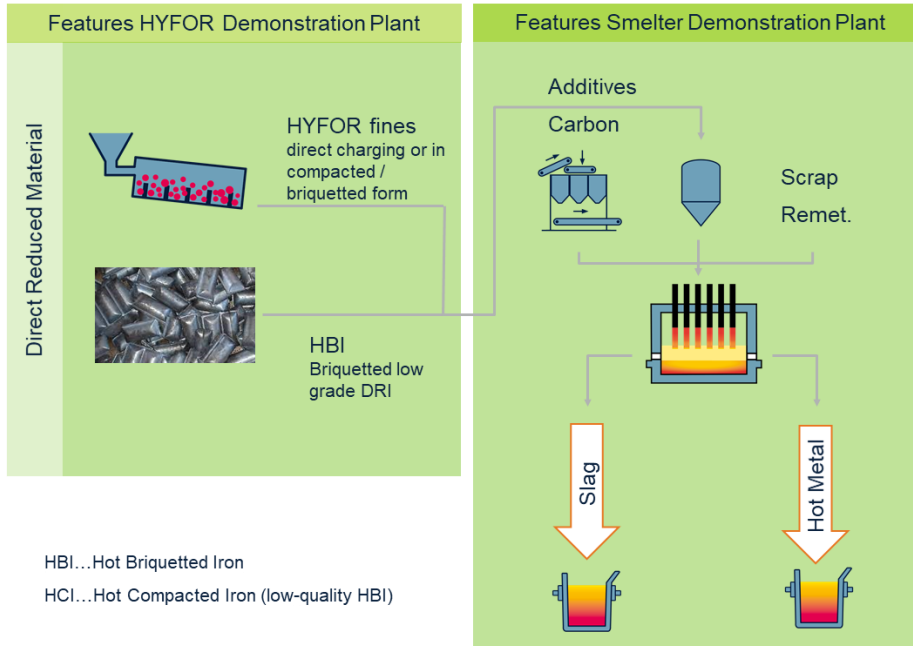 Features HYFOR Demonstration Plant
Direct Reduced Material
HYFOR fines
direct charging or in
compacted /
briquetted form
HBI
Briquetted low
grade DRI
HBI...Hot Briquetted Iron
HCI...Hot Compacted Iron (low-quality HBI)
Features Smelter Demonstration Plant
Additives
Carbon
Scrap
Remet.
Slag
Hot Metal